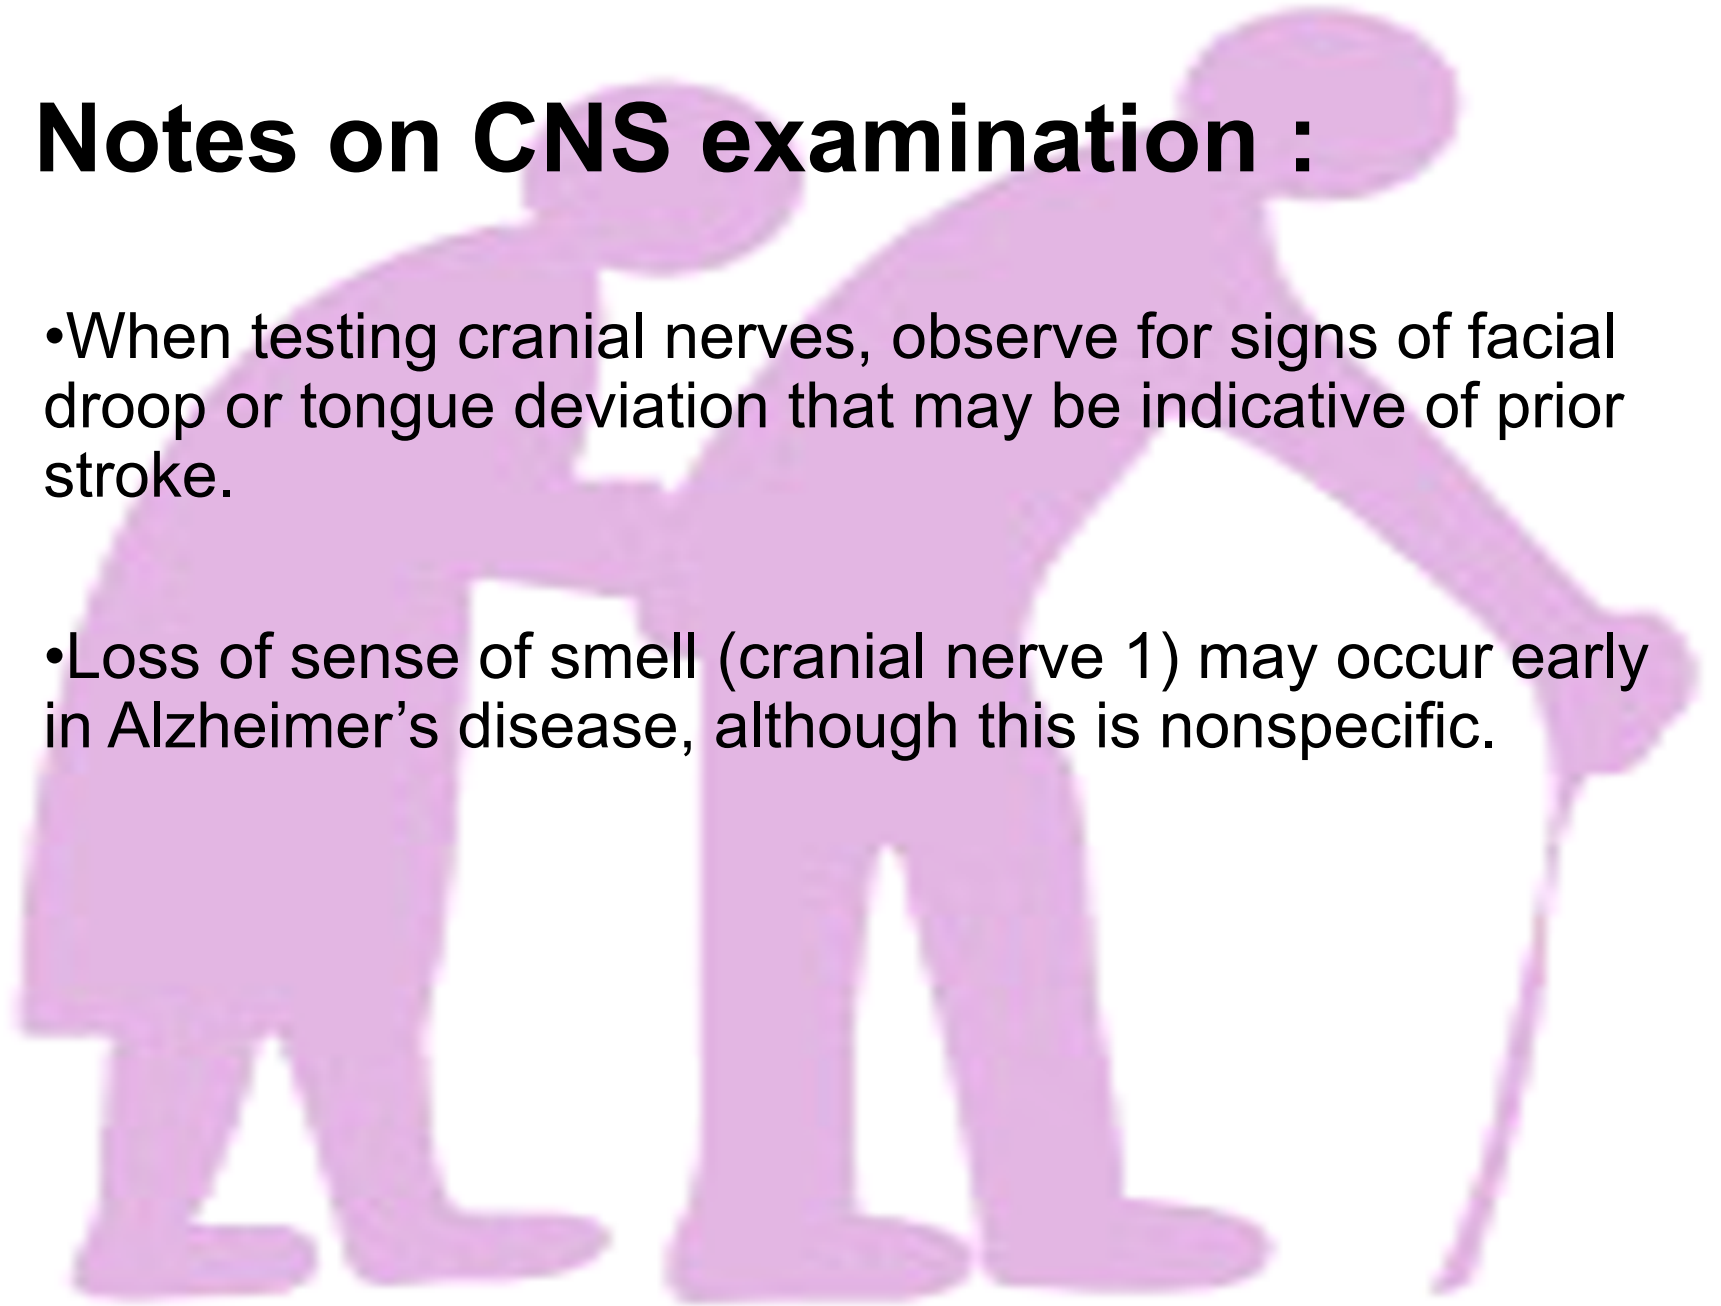 Notes on CNS examination :
•When testing cranial nerves, observe for signs of facial
droop or tongue deviation that may be indicative of prior
stroke.
•Loss of sense of smell (cranial nerve 1) may occur early
in Alzheimer’s disease, although this is nonspecific.